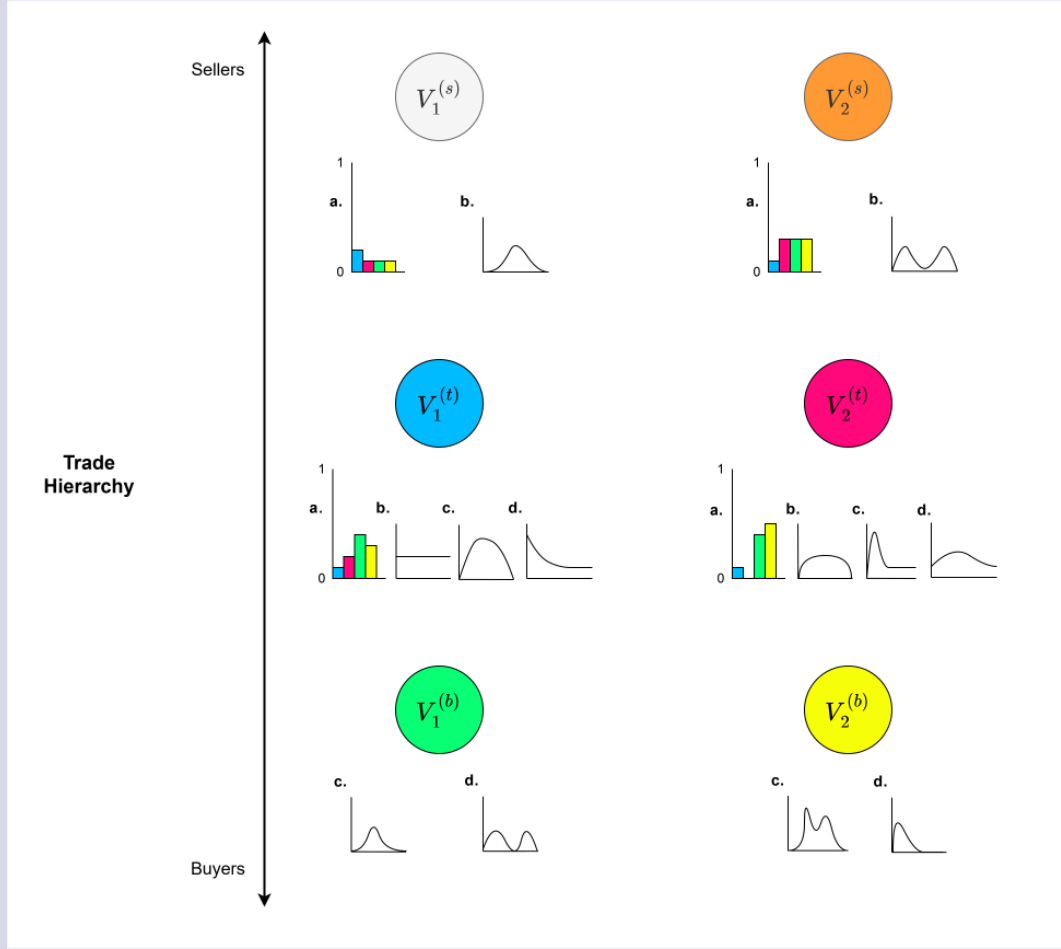 Sellers
V_1^{(s)}
V_2^{(s)}
1
a.
b.
0
1
a.
b.
0
V_1^{(t)}
V_2^{(t)}
Trade
Hierarchy
1
a.
b.
c.
d.
0
1
a.
b.
c.
d.
0
V_1^{(b)}
V_2^{(b)}
c.
d.
c.
d.
Buyers